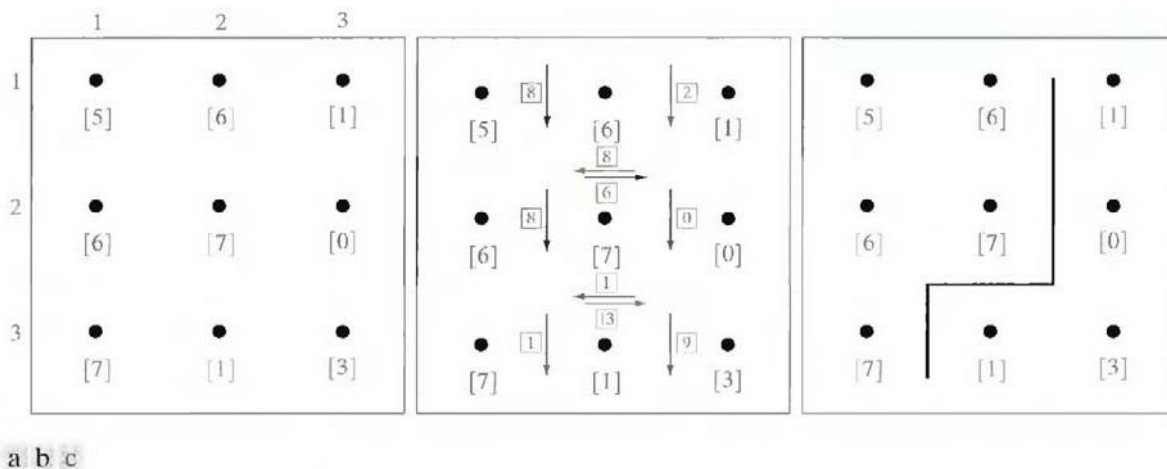 1 2 3
1 [5] [6] [1]
2 [6] [7] [0]
3 [7] [1] [3]
8 2
[5] [6] [1]
8
6
8 0
[6] [7] [0]
1
13
1 9
[7] [1] [3]
[5] [6] [1]
[6] [7] [0]
[7] [1] [3]
a b c